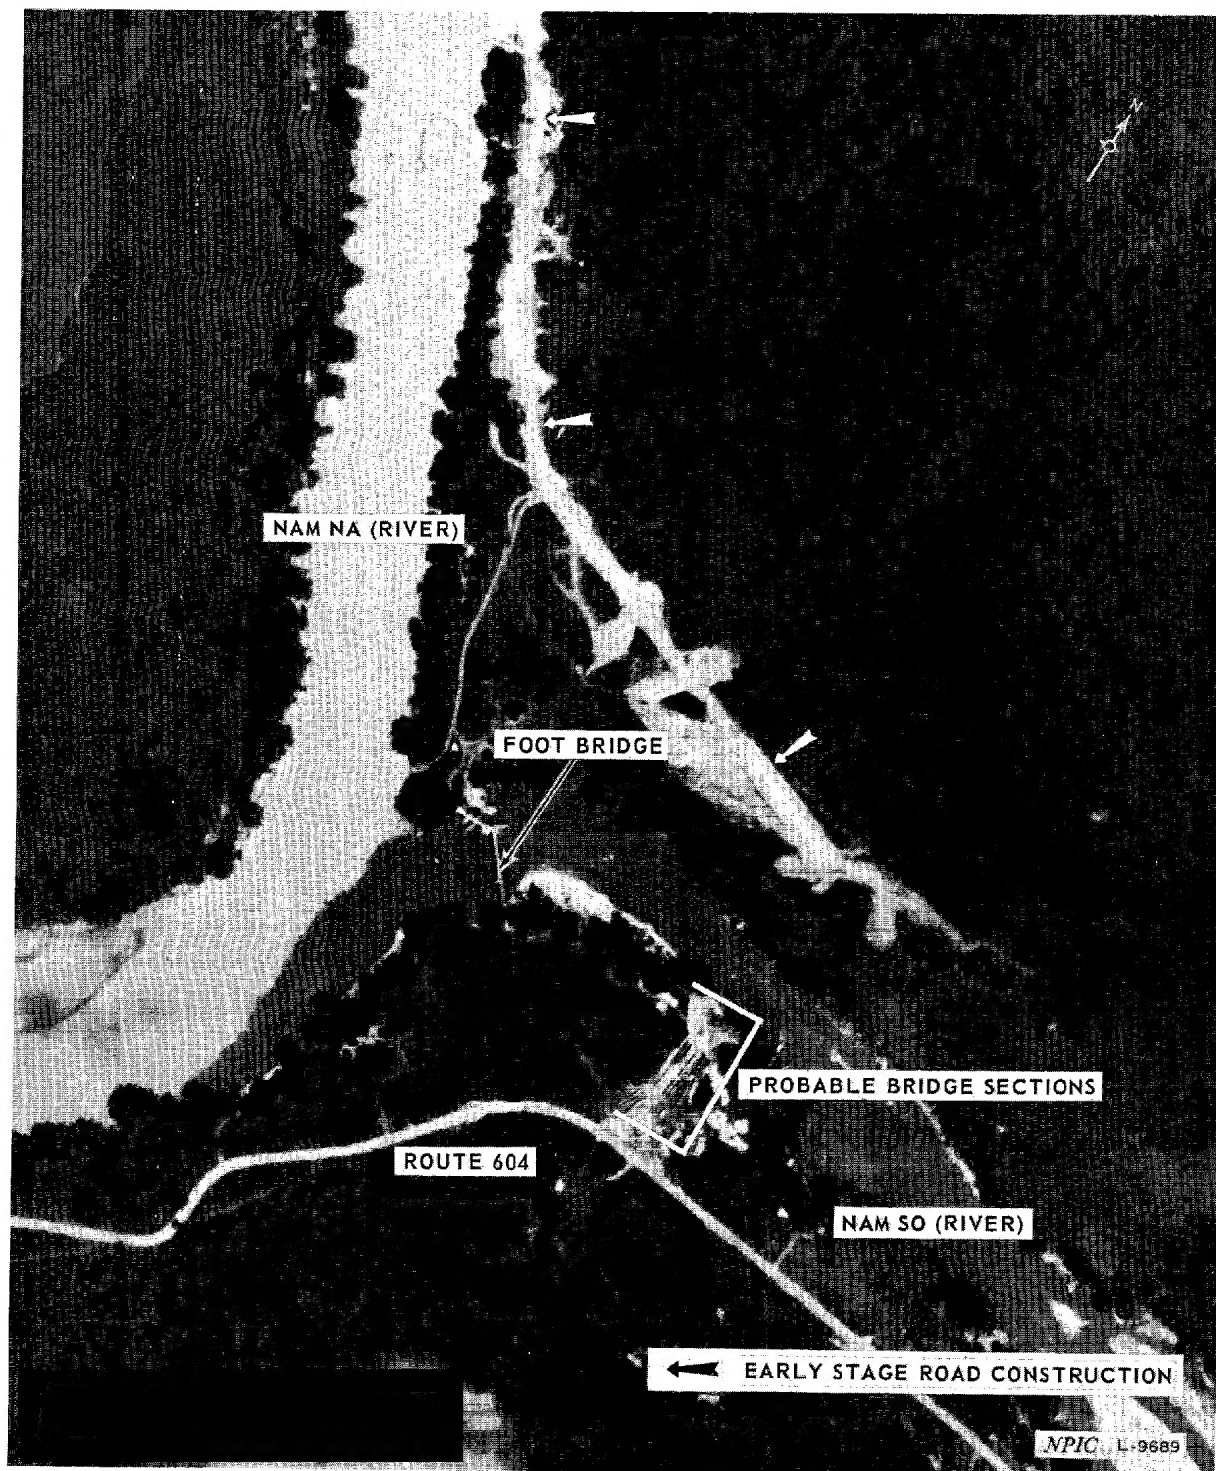 N
NAM NA (RIVER)
FOOT BRIDGE
PROBABLE BRIDGE SECTIONS
ROUTE 604
NAM SO (RIVER)
EARLY STAGE ROAD CONSTRUCTION
NPIC L-9689